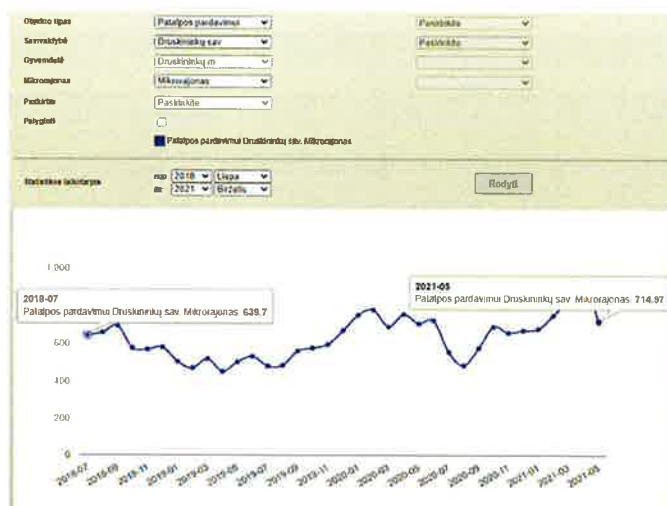 Objekto tipas Patalpos pardavimui Pasirinkite
Savivaldybė Druskininkų sav. Pasirinkite
Gyvenvietė Druskininkų m.
Mikrorajonas Mikrorajonas
Paskirtis Pasirinkite
Palyginti
Patalpos pardavimui Druskininkų sav. Mikrorajonas
Statistikos laikotarpis nuo 2018 Liepa
iki 2021 Birželis
Rodyti
1,000
2018-07
Patalpos pardavimui Druskininkų sav. Mikrorajonas 639.7
2021-05
Patalpos pardavimui Druskininkų sav. Mikrorajonas 714.97
600
400
200
0
2018-07 2018-09 2018-11 2019-01 2019-03 2019-05 2019-07 2019-09 2019-11 2020-01 2020-03 2020-05 2020-07 2020-09 2020-11 2021-01 2021-03 2021-05